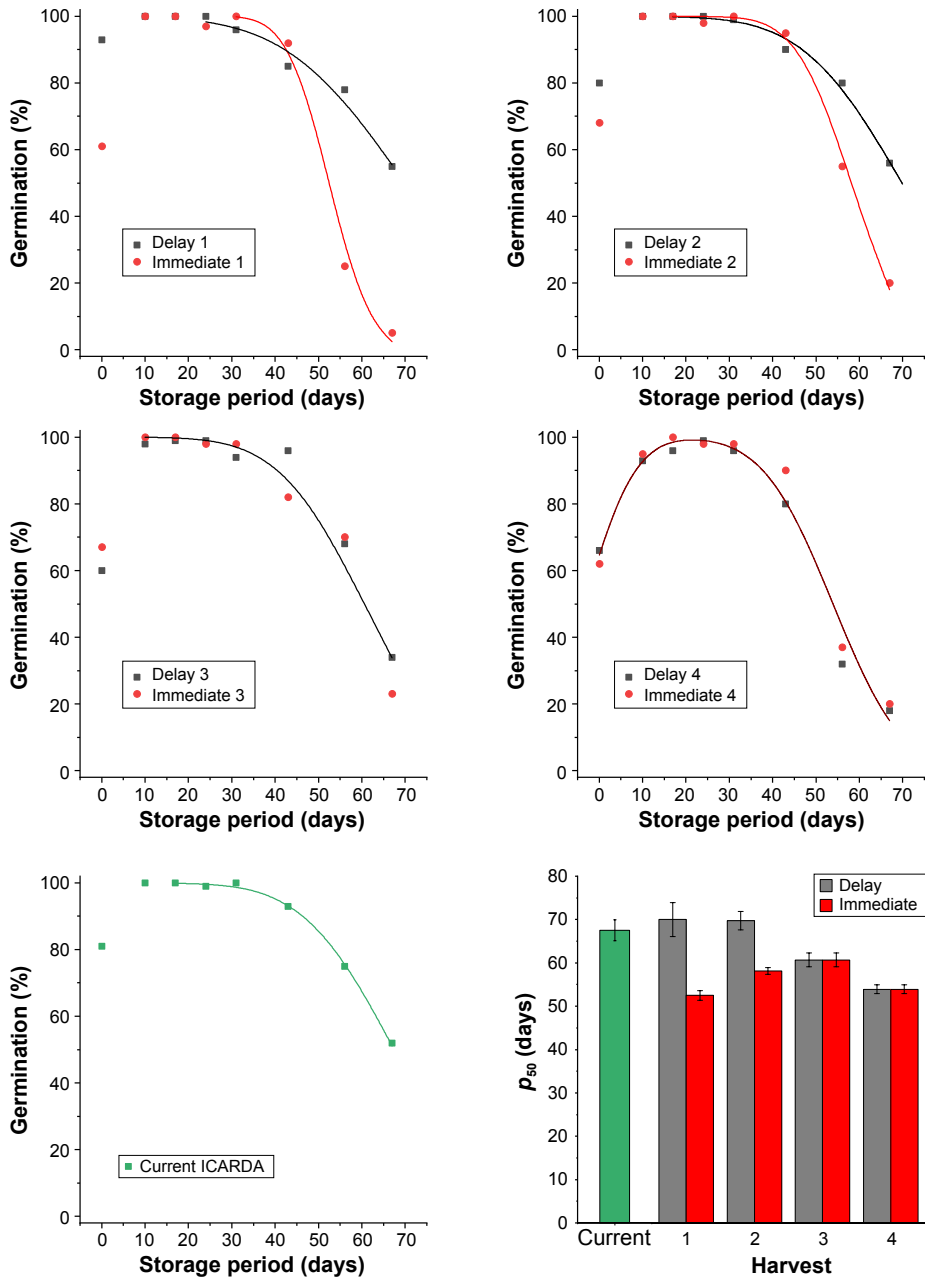 100
80
60
40
20
0
Germination (%)
Delay 1
Immediate 1
0 10 20 30 40 50 60 70
Storage period (days)
100
80
60
40
20
0
Germination (%)
Delay 2
Immediate 2
0 10 20 30 40 50 60 70
Storage period (days)
100
80
60
40
20
0
Germination (%)
Delay 3
Immediate 3
0 10 20 30 40 50 60 70
Storage period (days)
100
80
60
40
20
0
Germination (%)
Delay 4
Immediate 4
0 10 20 30 40 50 60 70
Storage period (days)
100
80
60
40
20
0
Germination (%)
Current ICARDA
0 10 20 30 40 50 60 70
Storage period (days)
80
70
60
50
40
30
20
10
0
p50 (days)
Delay
Immediate
Current 1 2 3 4
Harvest